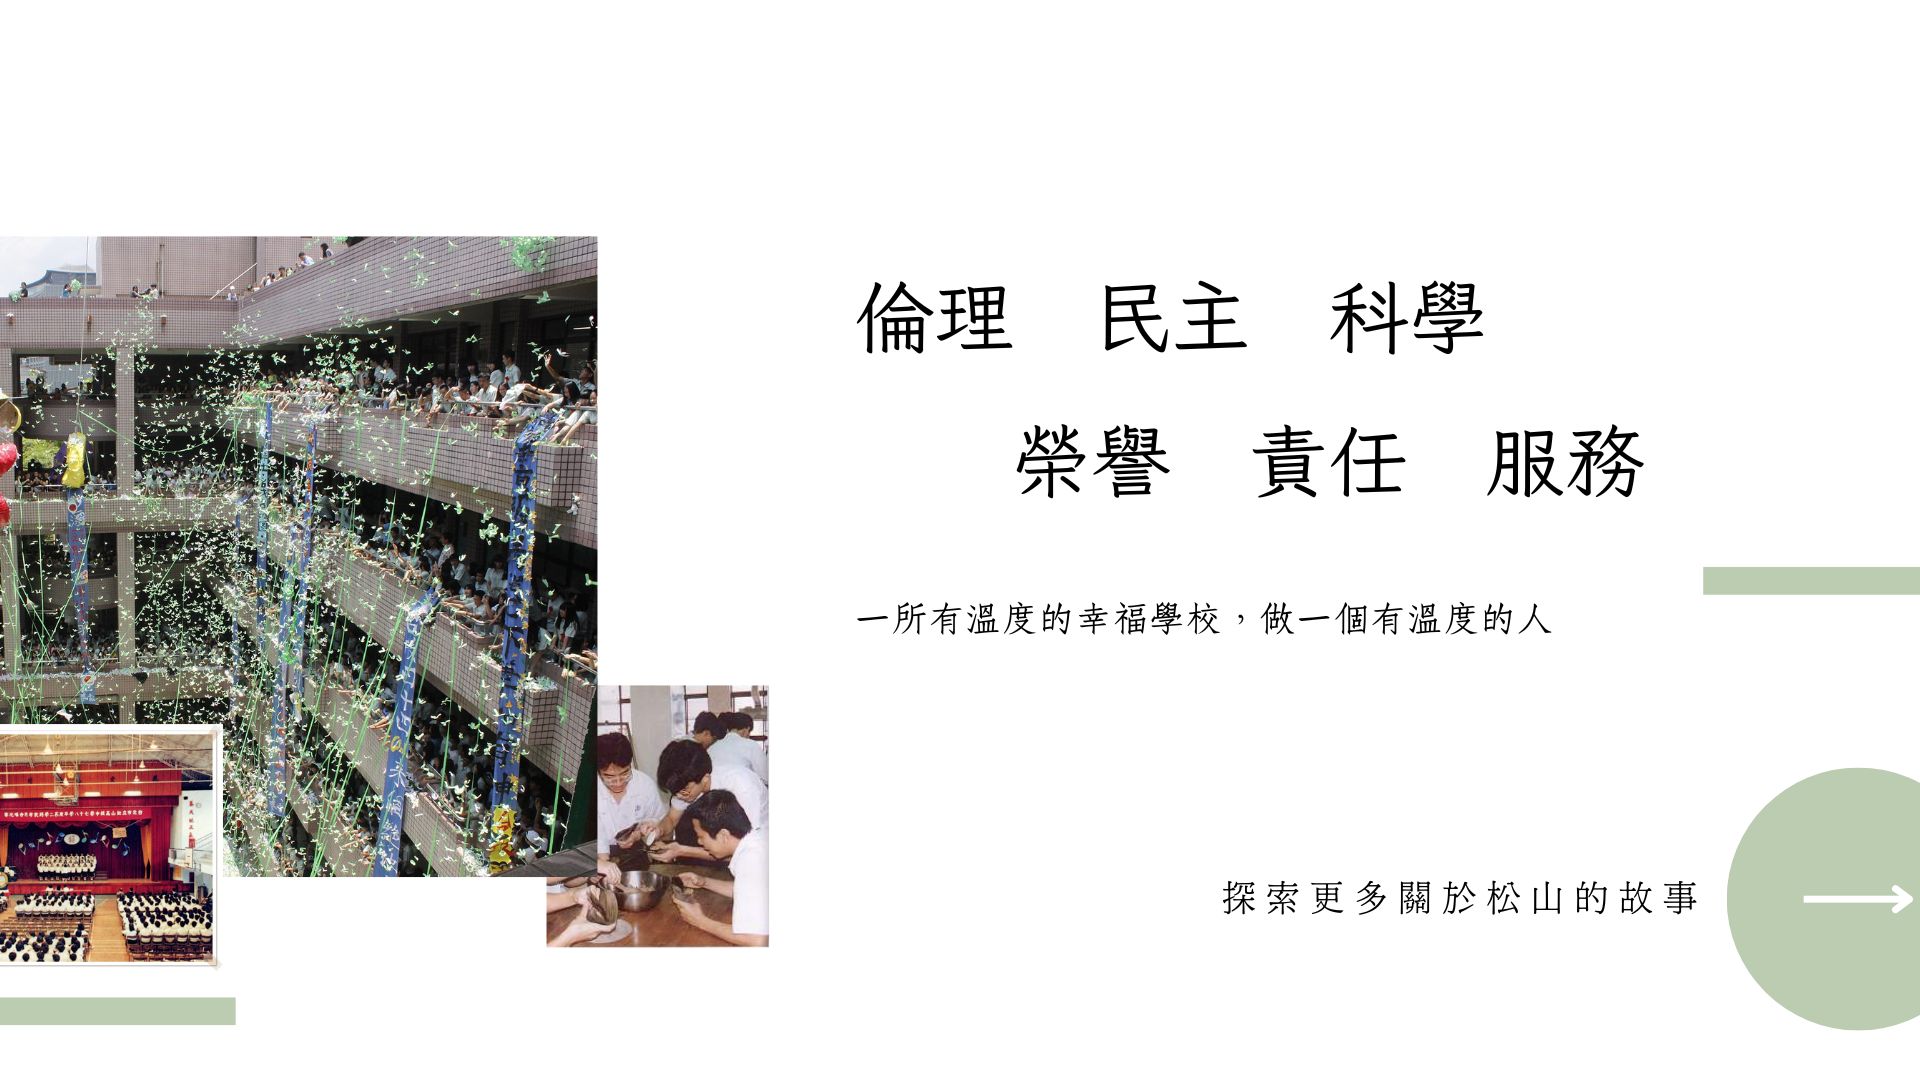 倫理　民主　科學
榮譽　責任　服務
一所有溫度的幸福學校，做一個有溫度的人
探索更多關於松山的故事